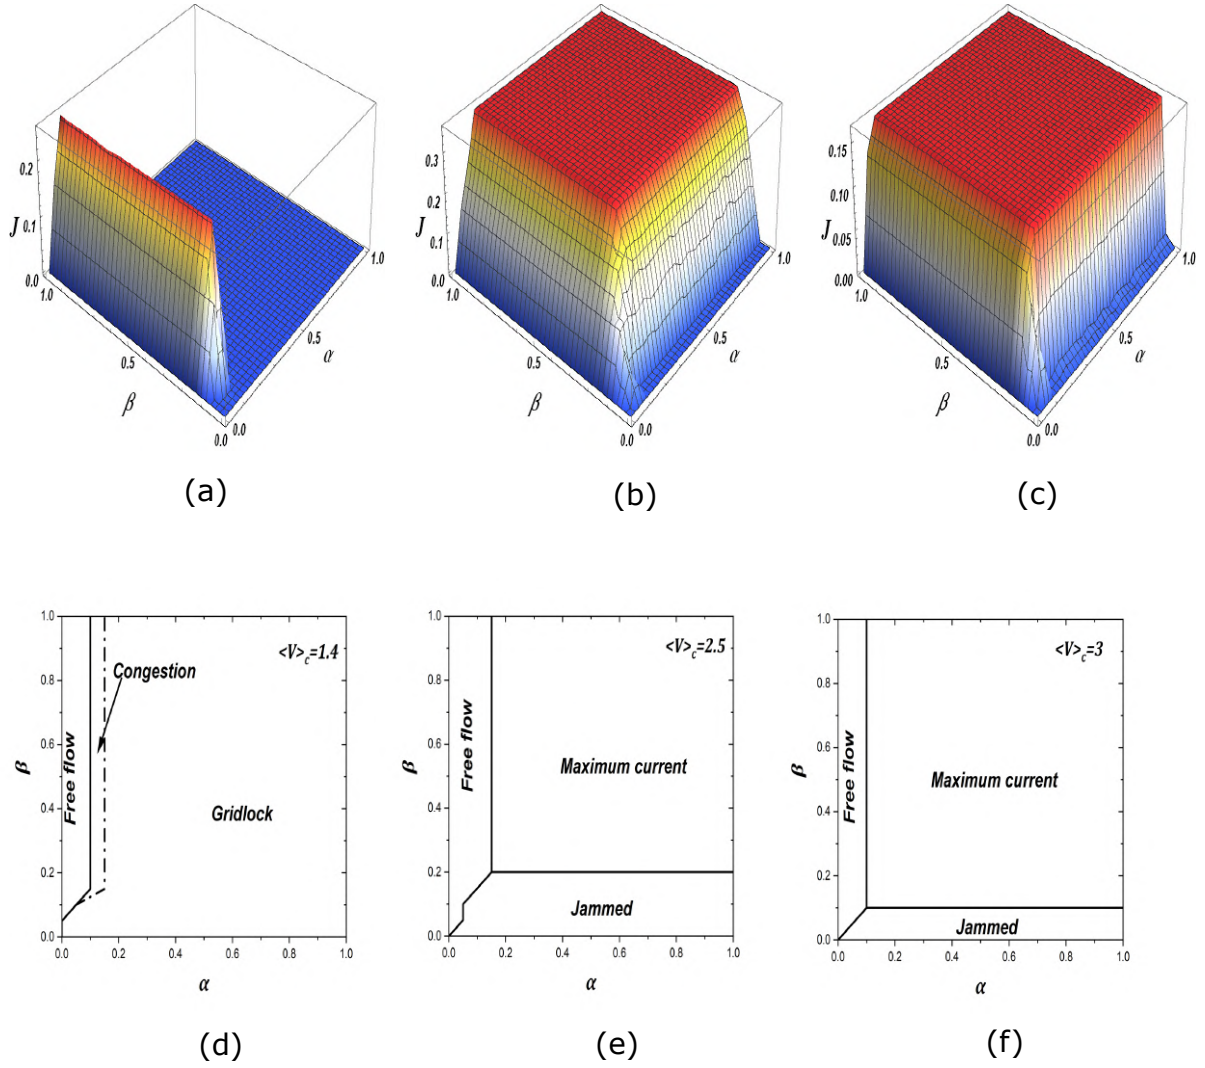 0.2
0.1
J
0.0
1.0
0.5
β
0.0
0.0
0.5
α
1.0
(a)
0.3
0.2
0.1
J
0.0
1.0
0.5
β
0.0
0.0
0.5
α
1.0
(b)
0.15
0.10
0.05
J
0.00
1.0
0.5
β
0.0
0.0
0.5
α
1.0
(c)
1.0
0.8
0.6
0.4
0.2
0.0
β
<V>c=1.4
Congestion
Free flow
Gridlock
0.0 0.2 0.4 0.6 0.8 1.0
α
(d)
1.0
0.8
0.6
0.4
0.2
0.0
β
<V>c=2.5
Free flow
Maximum current
Jammed
0.0 0.2 0.4 0.6 0.8 1.0
α
(e)
1.0
0.8
0.6
0.4
0.2
0.0
β
<V>c=3
Free flow
Maximum current
Jammed
0.0 0.2 0.4 0.6 0.8 1.0
α
(f)